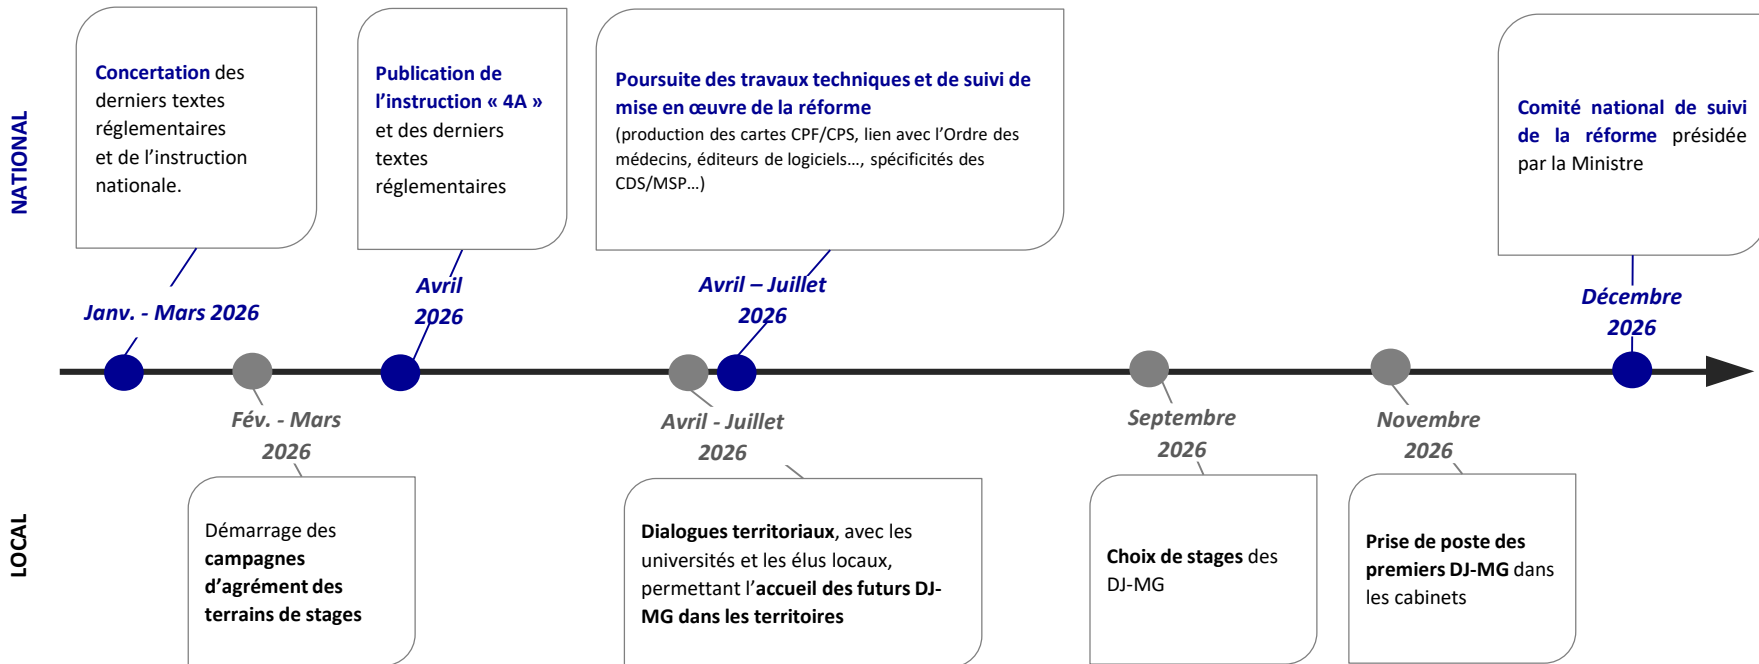 NATIONAL
Concertation des
derniers textes
réglementaires
et de l’instruction
nationale.
Publication de
l’instruction « 4A »
et des derniers
textes
réglementaires
Poursuite des travaux techniques et de suivi de
mise en œuvre de la réforme
(production des cartes CPF/CPS, lien avec l’Ordre des
médecins, éditeurs de logiciels…, spécificités des
CDS/MSP…)
Comité national de suivi
de la réforme présidée
par la Ministre
Janv. - Mars 2026
Avril
2026
Avril – Juillet
2026
Décembre
2026
Fév. - Mars
2026
Avril - Juillet
2026
Septembre
2026
Novembre
2026
LOCAL
Démarrage des
campagnes
d’agrément des
terrains de stages
Dialogues territoriaux, avec les
universités et les élus locaux,
permettant l’accueil des futurs DJ-
MG dans les territoires
Choix de stages des
DJ-MG
Prise de poste des
premiers DJ-MG dans
les cabinets